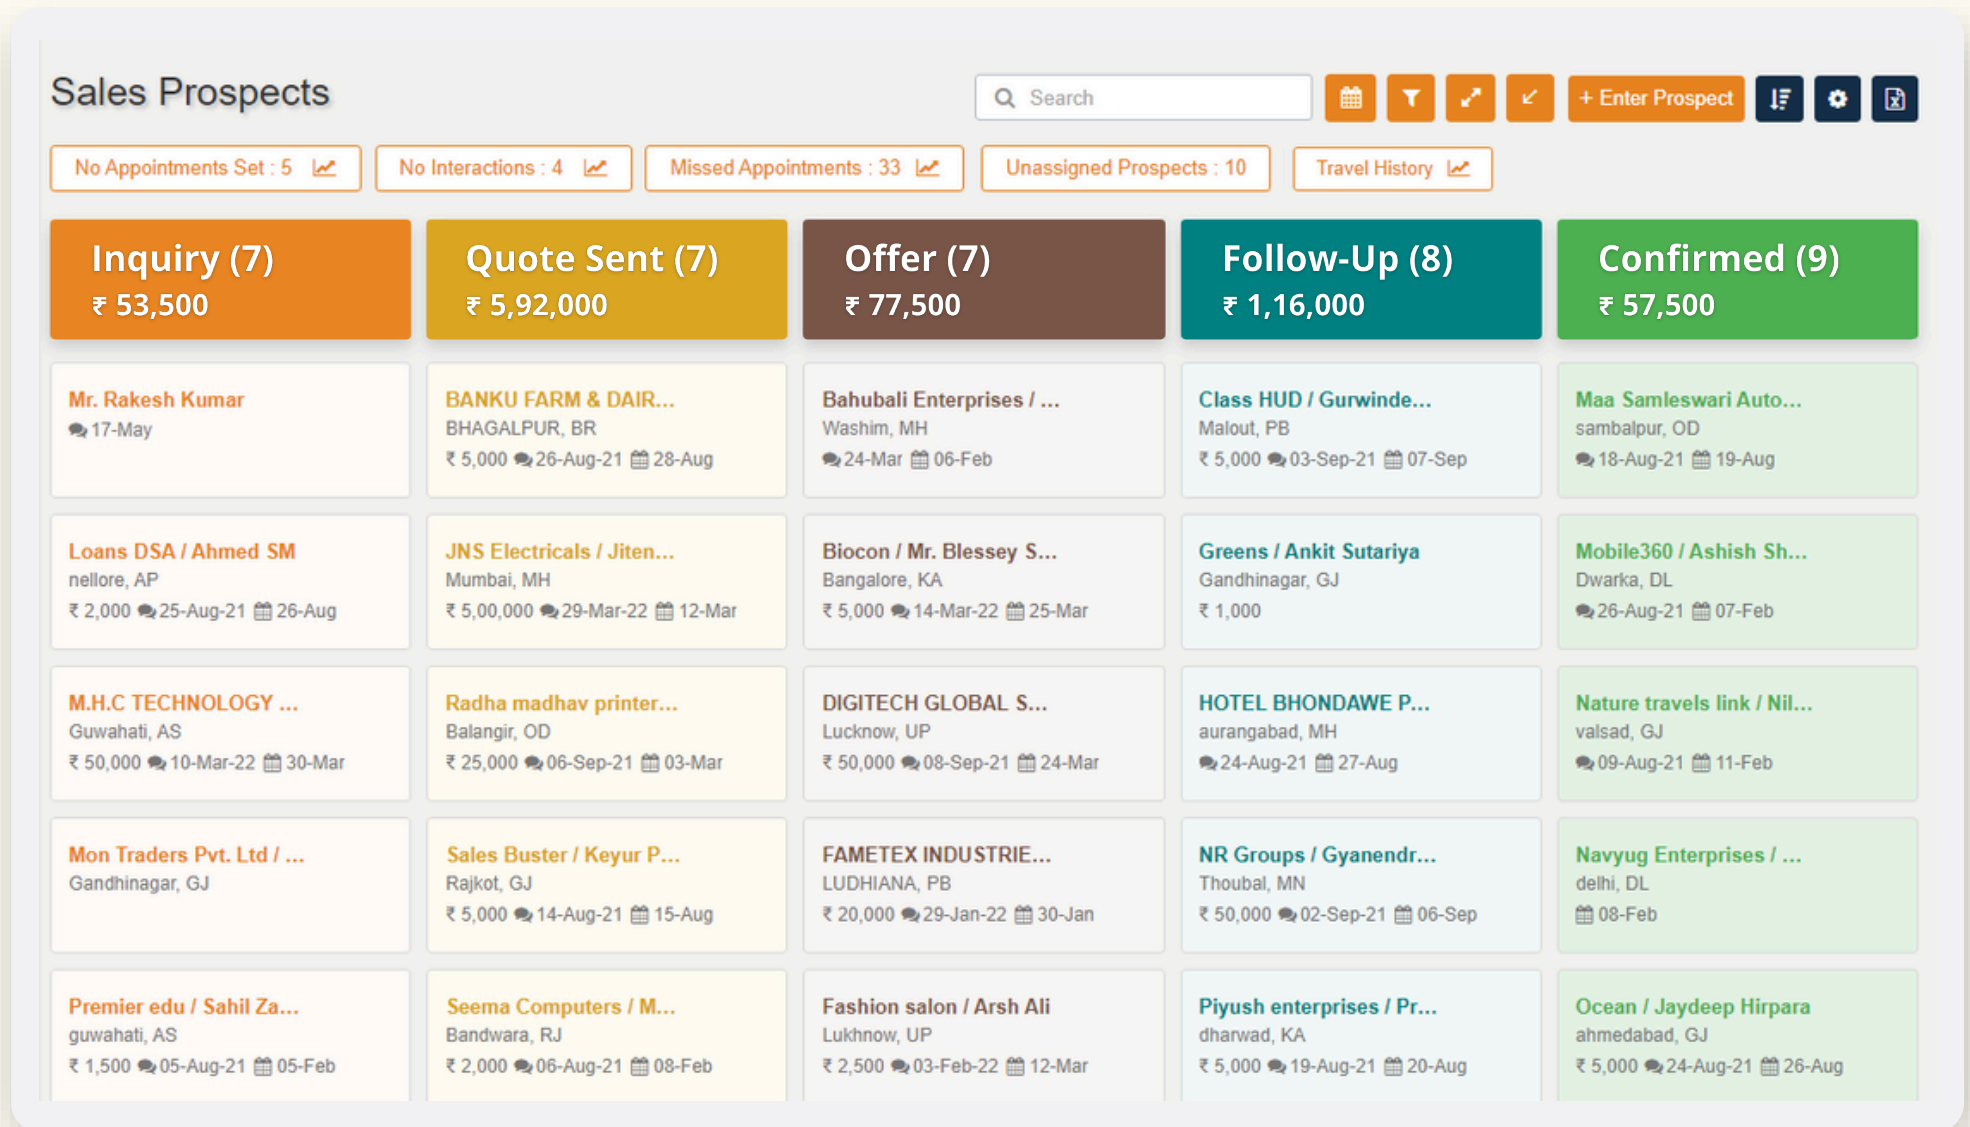 Sales Prospects
Search
+ Enter Prospect
No Appointments Set : 5
No Interactions : 4
Missed Appointments : 33
Unassigned Prospects : 10
Travel History
Inquiry (7)
₹ 53,500
Quote Sent (7)
₹ 5,92,000
Offer (7)
₹ 77,500
Follow-Up (8)
₹ 1,16,000
Confirmed (9)
₹ 57,500
Mr. Rakesh Kumar
17-May
BANKU FARM & DAIR...
BHAGALPUR, BR
₹ 5,000 26-Aug-21 28-Aug
Bahubali Enterprises / ...
Washim, MH
24-Mar 06-Feb
Class HUD / Gurwinde...
Malout, PB
₹ 5,000 03-Sep-21 07-Sep
Maa Samleswari Auto...
sambalpur, OD
18-Aug-21 19-Aug
Loans DSA / Ahmed SM
nellore, AP
₹ 2,000 25-Aug-21 26-Aug
JNS Electricals / Jiten...
Mumbai, MH
₹ 5,00,000 29-Mar-22 12-Mar
Biocon / Mr. Blessey S...
Bangalore, KA
₹ 5,000 14-Mar-22 25-Mar
Greens / Ankit Sutariya
Gandhinagar, GJ
₹ 1,000
Mobile360 / Ashish Sh...
Dwarka, DL
26-Aug-21 07-Feb
M.H.C TECHNOLOGY ...
Guwahati, AS
₹ 50,000 10-Mar-22 30-Mar
Radha madhav printer...
Balangir, OD
₹ 25,000 06-Sep-21 03-Mar
DIGITECH GLOBAL S...
Lucknow, UP
₹ 50,000 08-Sep-21 24-Mar
HOTEL BHONDAWE P...
aurangabad, MH
24-Aug-21 27-Aug
Nature travels link / Nil...
valsad, GJ
09-Aug-21 11-Feb
Mon Traders Pvt. Ltd / ...
Gandhinagar, GJ
Sales Buster / Keyur P...
Rajkot, GJ
₹ 5,000 14-Aug-21 15-Aug
FAMETEX INDUSTRIE...
LUDHIANA, PB
₹ 20,000 29-Jan-22 30-Jan
NR Groups / Gyanendr...
Thoubal, MN
₹ 50,000 02-Sep-21 06-Sep
Navyug Enterprises / ...
delhi, DL
08-Feb
Premier edu / Sahil Za...
guwahati, AS
₹ 1,500 05-Aug-21 05-Feb
Seema Computers / M...
Bandwara, RJ
₹ 2,000 06-Aug-21 08-Feb
Fashion salon / Arsh Ali
Lukhnow, UP
₹ 2,500 03-Feb-22 12-Mar
Piyush enterprises / Pr...
dharwad, KA
₹ 5,000 19-Aug-21 20-Aug
Ocean / Jaydeep Hirpara
ahmedabad, GJ
₹ 5,000 24-Aug-21 26-Aug